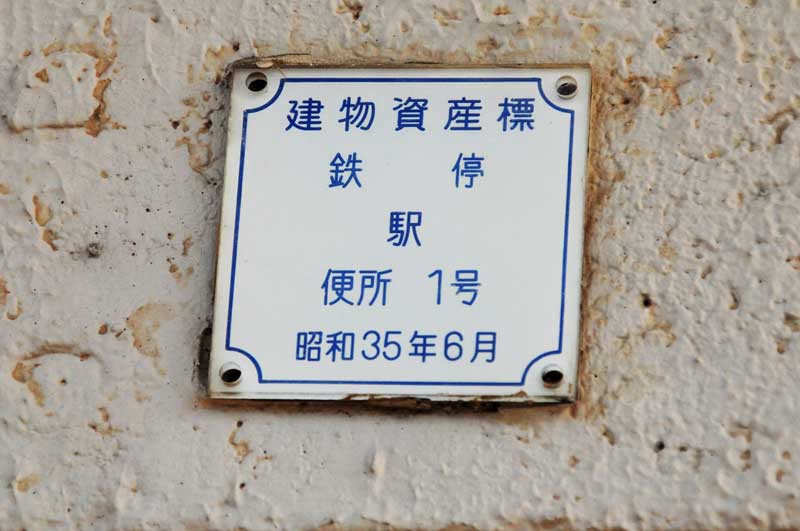 建物資産標
鉄 停
駅
便所 1号
昭和35年6月